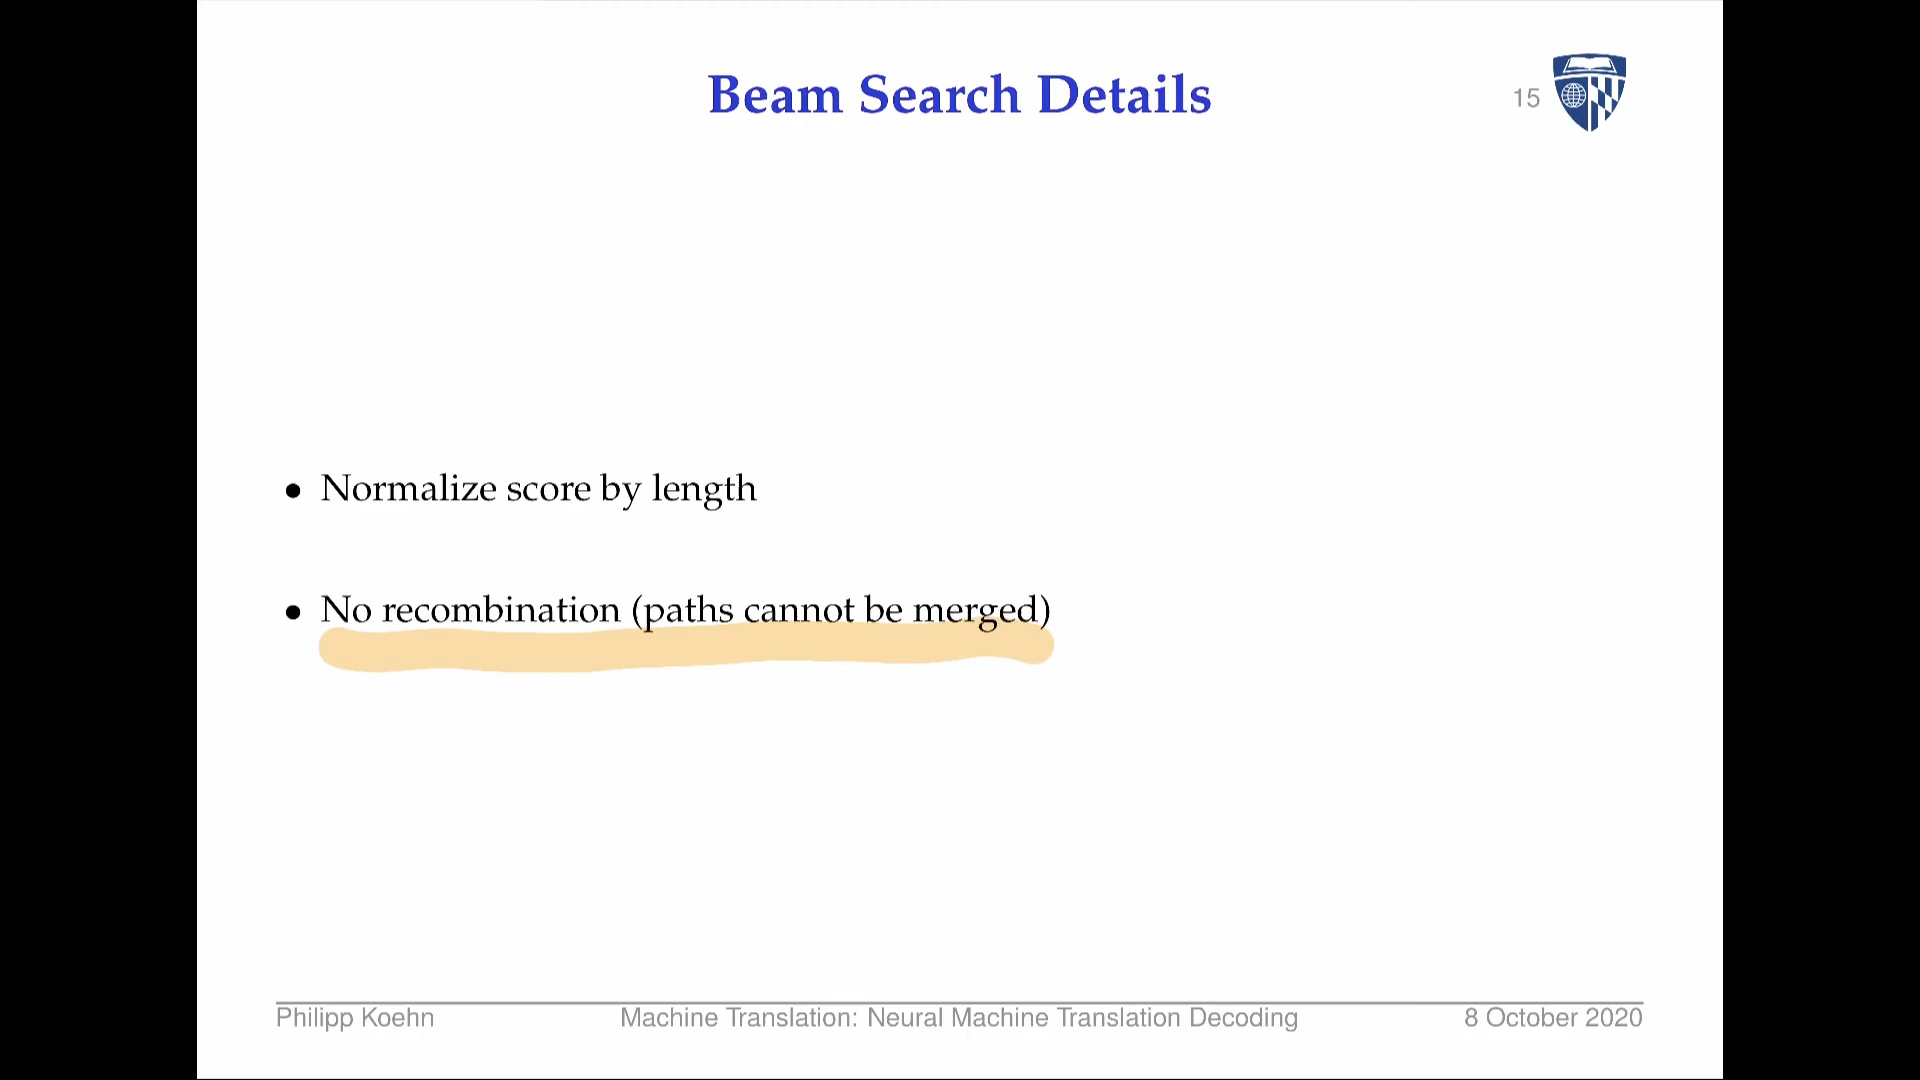 Beam Search Details
15
• Normalize score by length
• No recombination (paths cannot be merged)
Philipp Koehn
Machine Translation: Neural Machine Translation Decoding
8 October 2020